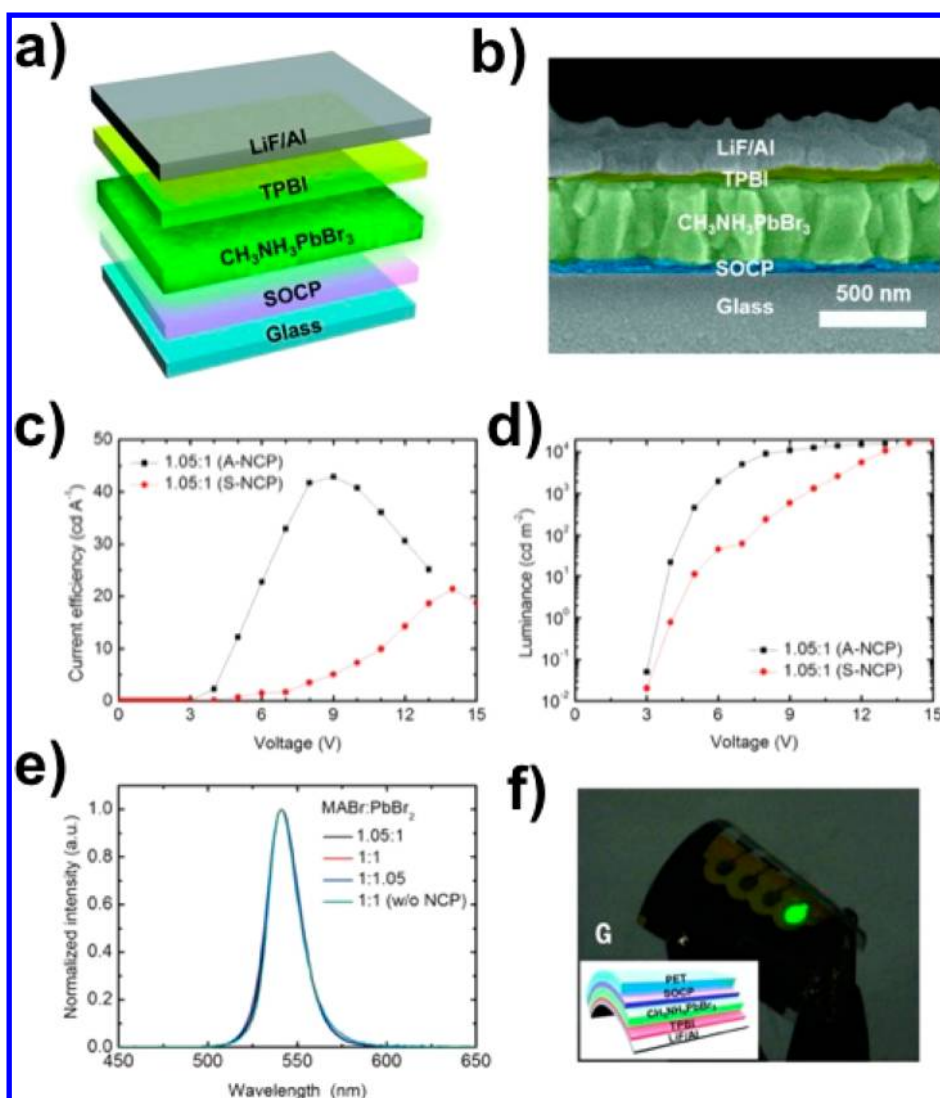 a)
LiF/Al
TPBI
CH₃NH₃PbBr₃
SOCP
Glass
b)
LiF/Al
TPBI
CH₃NH₃PbBr₃
SOCP
Glass
500 nm
c)
50
40
30
20
10
0
Current efficiency (cd A⁻¹)
1.05:1 (A-NCP)
1.05:1 (S-NCP)
0 3 6 9 12 15
Voltage (V)
d)
10⁴
10³
10²
10¹
10⁰
10⁻¹
10⁻²
Luminance (cd m⁻²)
1.05:1 (A-NCP)
1.05:1 (S-NCP)
0 3 6 9 12 15
Voltage (V)
e)
1.0
0.8
0.6
0.4
0.2
0.0
Normalized intensity (a.u.)
MABr:PbBr₂
1.05:1
1:1
1:1.05
1:1 (w/o NCP)
450 500 550 600 650
Wavelength (nm)
f)
G
PET
SOCP
CH₃NH₃PbBr₃
TPBI
LiF/Al